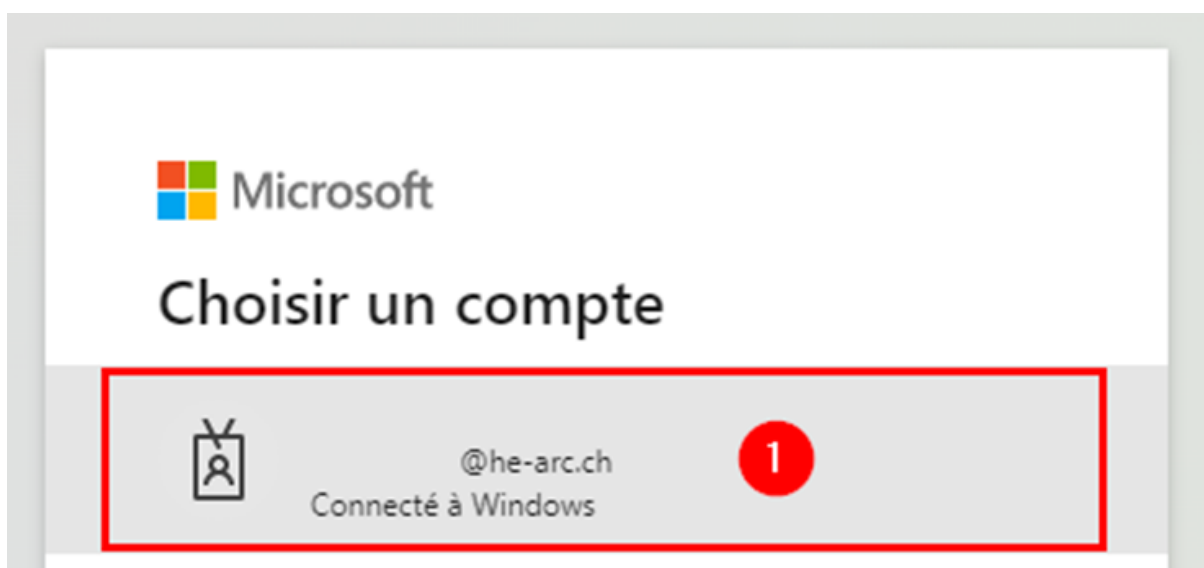 Microsoft
Choisir un compte
@he-arc.ch
1
Connecté à Windows